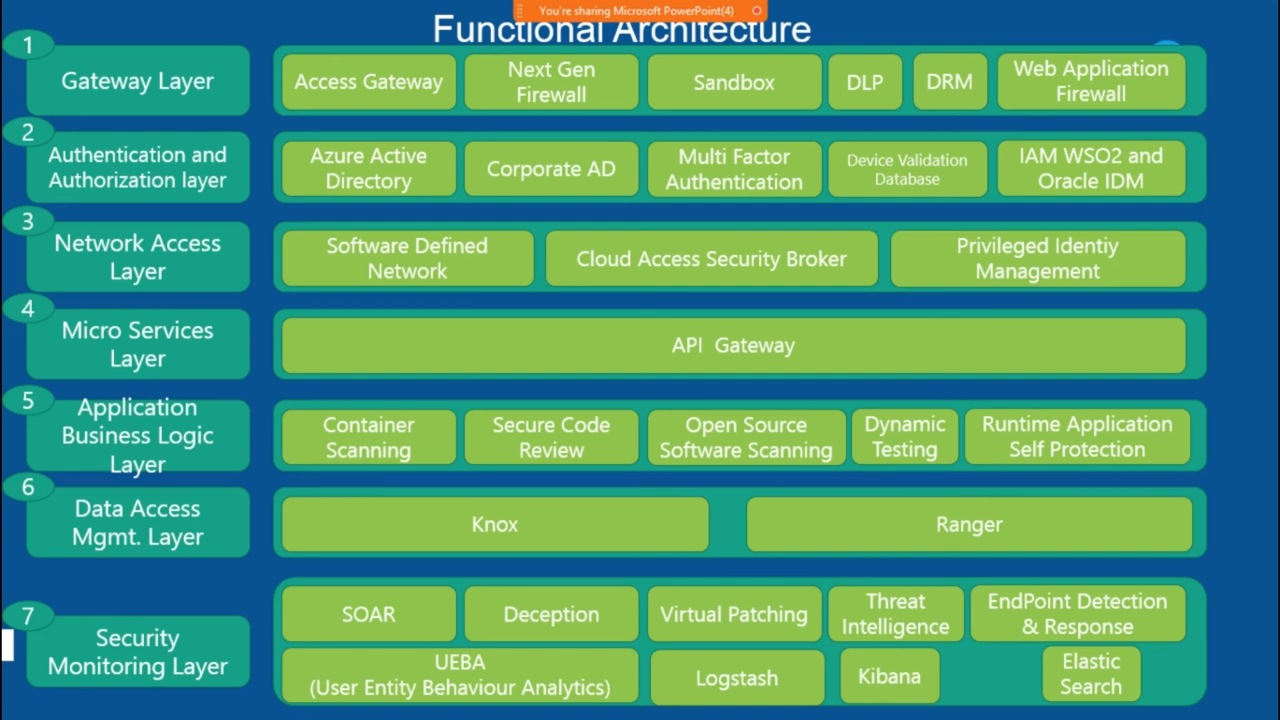 You're sharing Microsoft PowerPoint(4)
Functional Architecture
1
Gateway Layer
Access Gateway
Next Gen
Firewall
Sandbox
DLP
DRM
Web Application
Firewall
2
Authentication and
Authorization layer
Azure Active
Directory
Corporate AD
Multi Factor
Authentication
Device Validation
Database
IAM WSO2 and
Oracle IDM
3
Network Access
Layer
Software Defined
Network
Cloud Access Security Broker
Privileged Identiy
Management
4
Micro Services
Layer
API Gateway
5
Application
Business Logic
Layer
Container
Scanning
Secure Code
Review
Open Source
Software Scanning
Dynamic
Testing
Runtime Application
Self Protection
6
Data Access
Mgmt. Layer
Knox
Ranger
7
Security
Monitoring Layer
SOAR
Deception
Virtual Patching
Threat
Intelligence
EndPoint Detection
& Response
UEBA
(User Entity Behaviour Analytics)
Logstash
Kibana
Elastic
Search